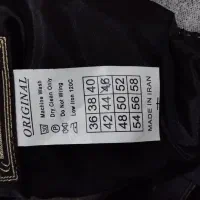 ORIGINAL
Machine Wash
Dry Clean Only
Do Not Wring
Low Iron 120C
36 38 40
42 44 46
48 50 52
54 56 58
MADE IN IRAN